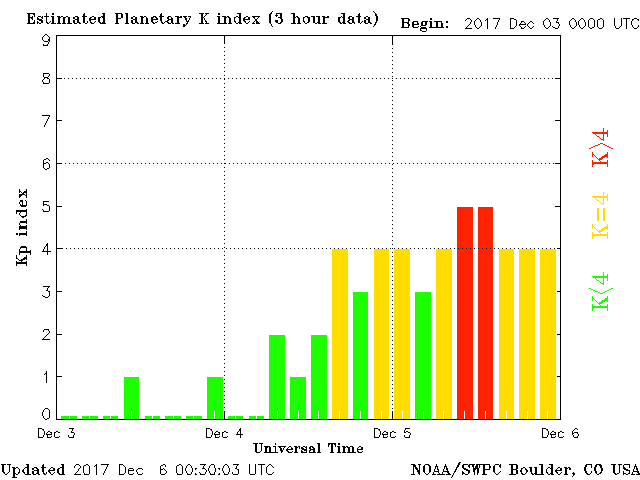 Estimated Planetary K index (3 hour data) Begin: 2017 Dec 03 0000 UTC
9
8
7
6
5
4
3
2
1
0
Kp index
K>4
K=4
K<4
Dec 3 Dec 4 Dec 5 Dec 6
Universal Time
Updated 2017 Dec 6 00:30:03 UTC NOAA/SWPC Boulder, CO USA